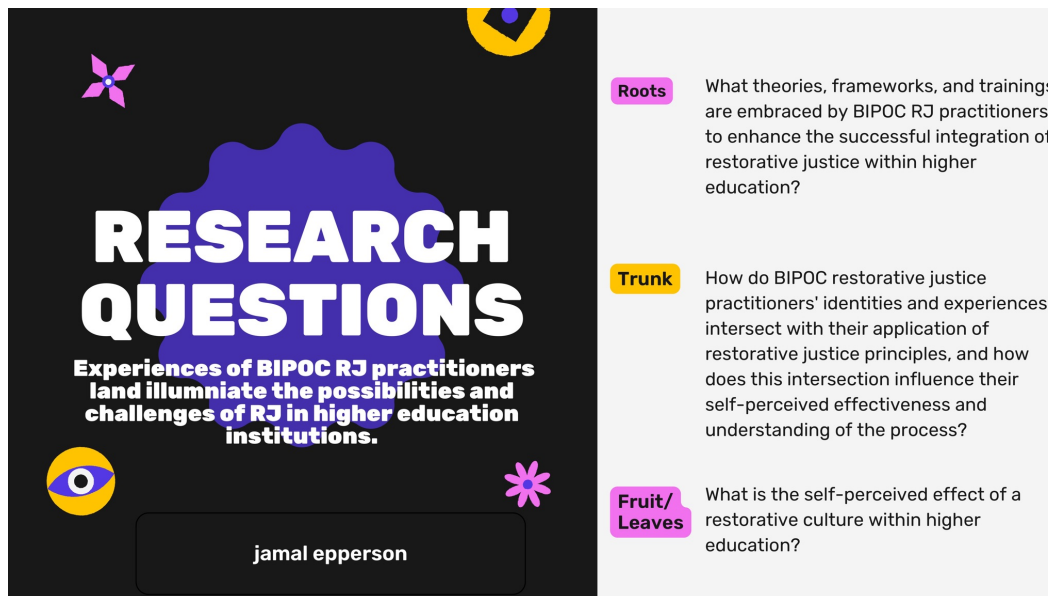 RESEARCH
QUESTIONS
Experiences of BIPOC RJ practitioners
land illumniate the possibilities and
challenges of RJ in higher education
institutions.
jamal epperson
Roots
What theories, frameworks, and trainings
are embraced by BIPOC RJ practitioners
to enhance the successful integration of
restorative justice within higher
education?
Trunk
How do BIPOC restorative justice
practitioners' identities and experiences
intersect with their application of
restorative justice principles, and how
does this intersection influence their
self-perceived effectiveness and
understanding of the process?
Fruit/
Leaves
What is the self-perceived effect of a
restorative culture within higher
education?